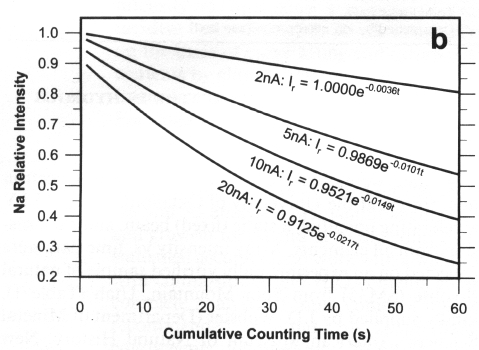 b
1.0
0.9
0.8
0.7
0.6
0.5
0.4
0.3
0.2
Na Relative Intensity
2nA: Ir = 1.0000e-0.0036t
5nA: Ir = 0.9869e-0.0101t
10nA: Ir = 0.9521e-0.0149t
20nA: Ir = 0.9125e-0.0217t
0 10 20 30 40 50 60
Cumulative Counting Time (s)